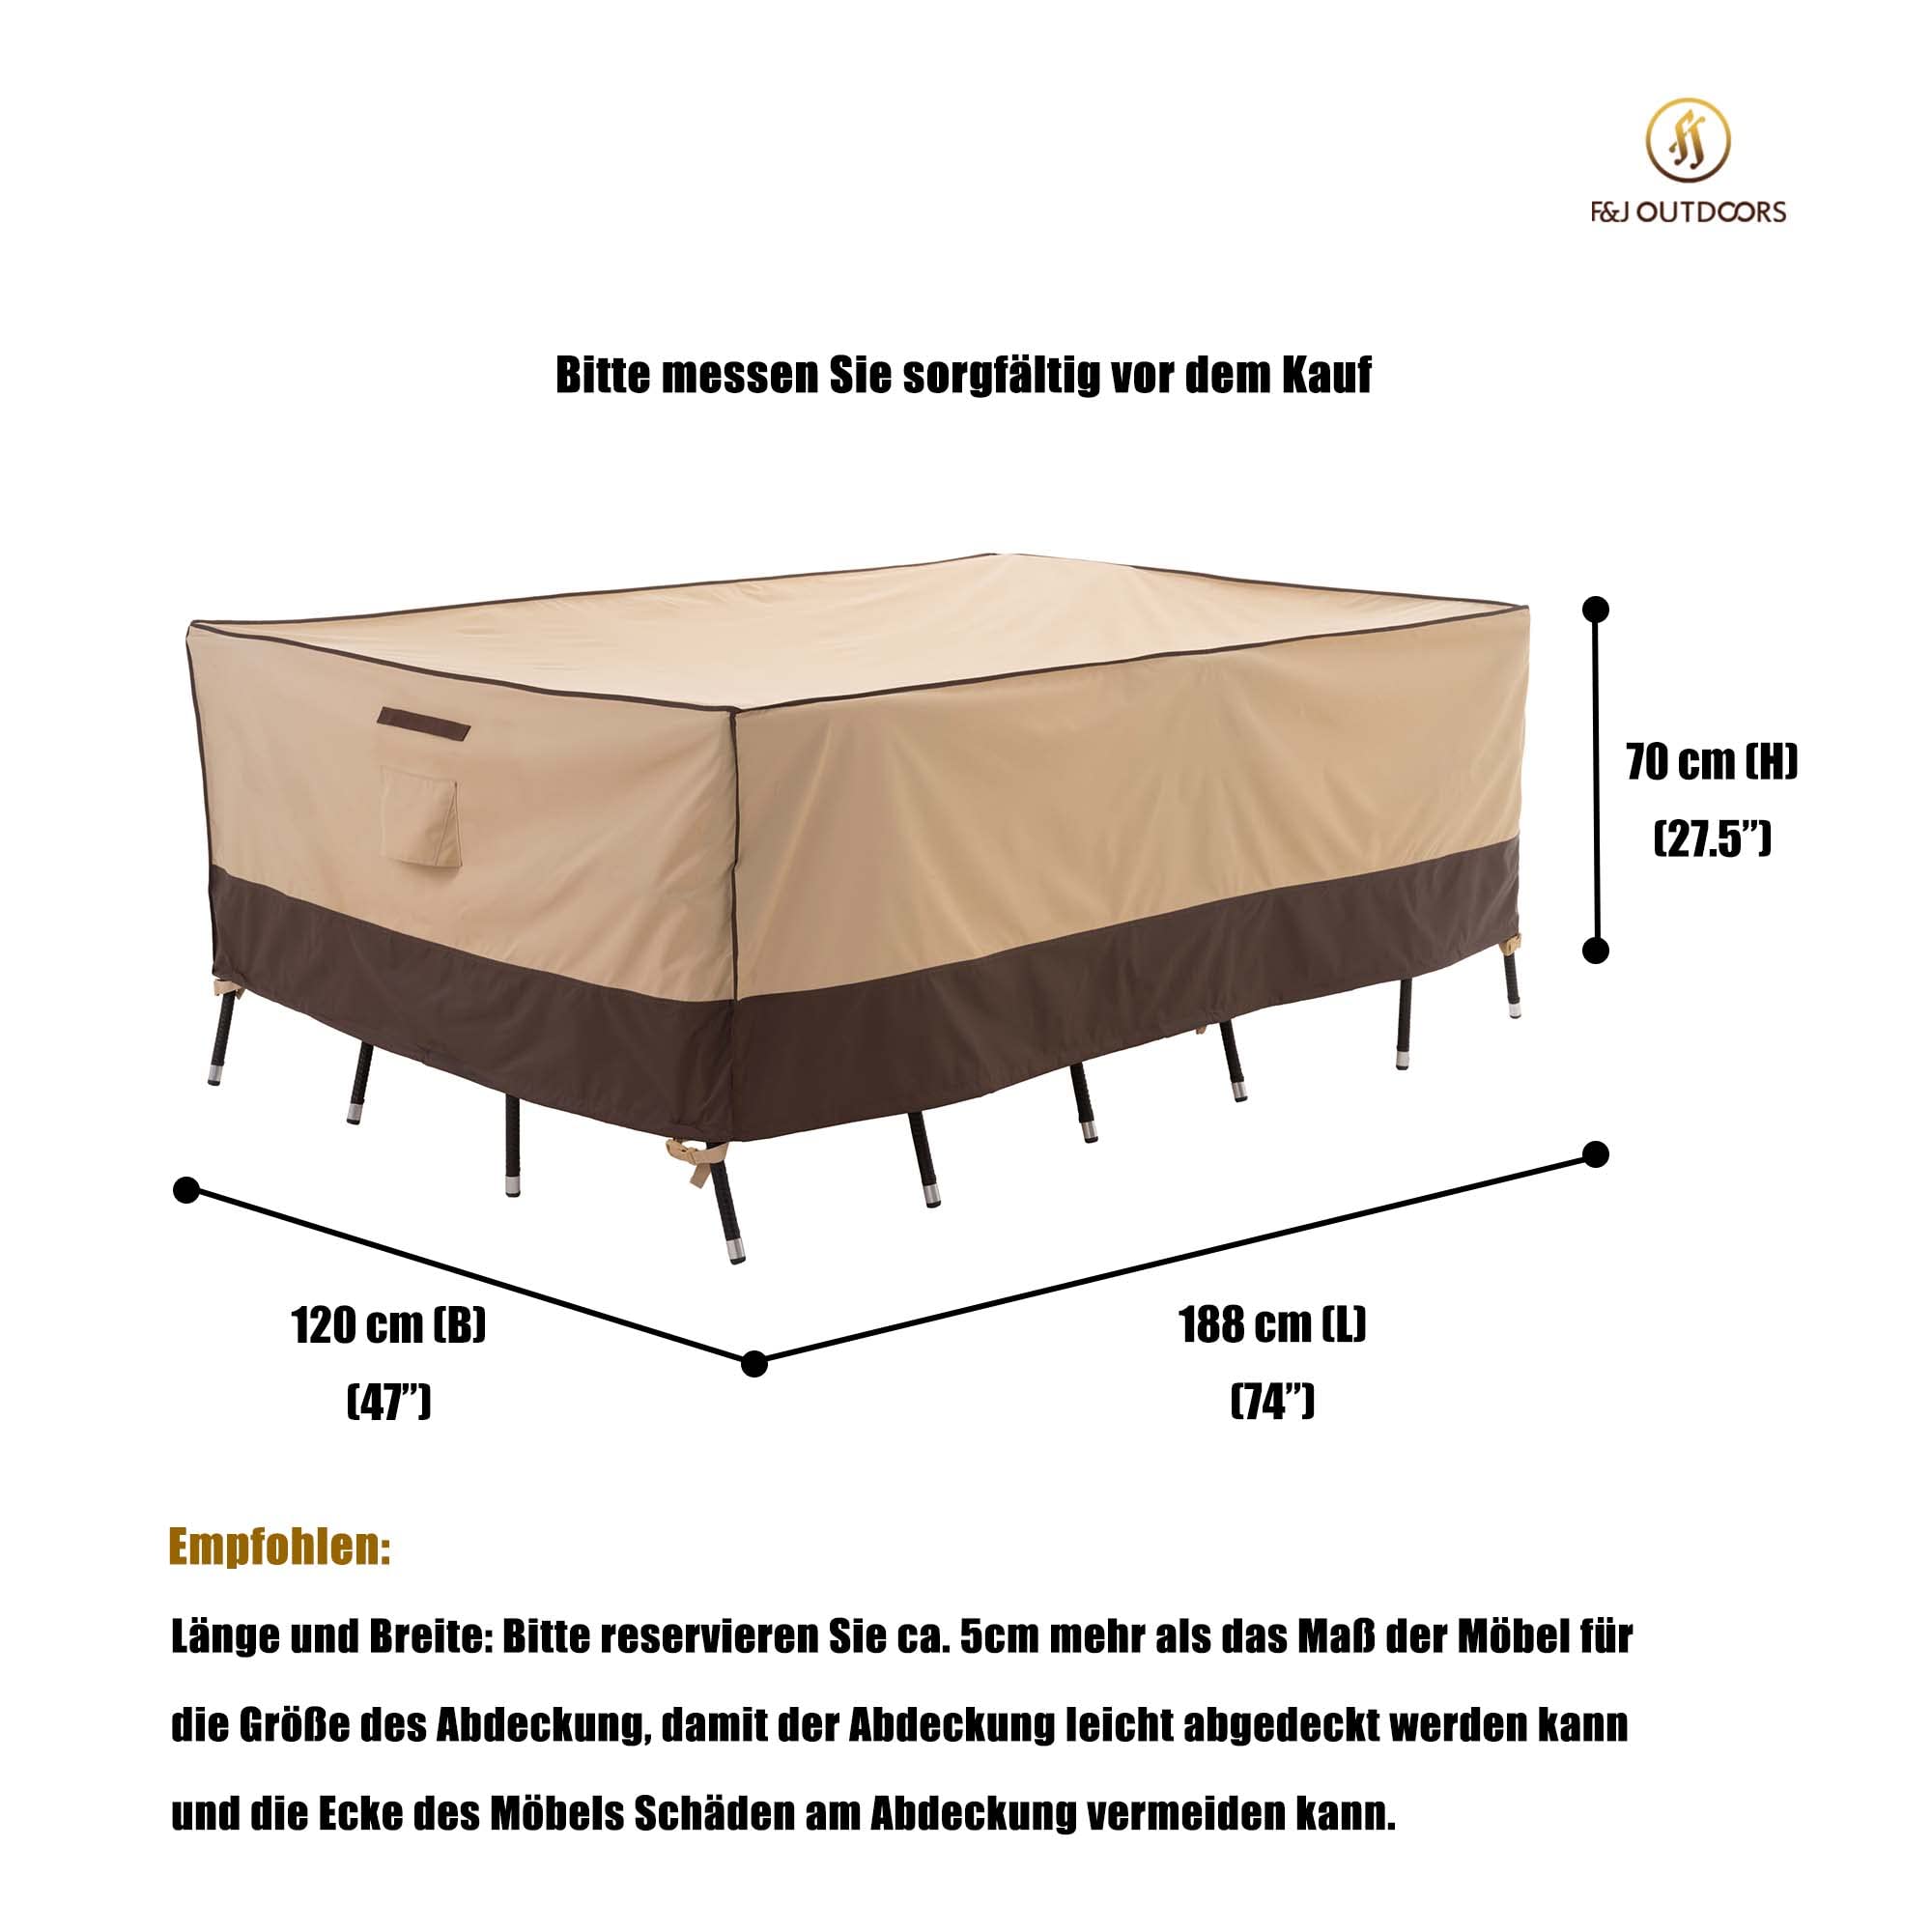 F&J OUTDOORS
Bitte messen Sie sorgfältig vor dem Kauf
70 cm (H)
(27.5”)
120 cm (B)
(47”)
188 cm (L)
(74”)
Empfohlen:
Länge und Breite: Bitte reservieren Sie ca. 5cm mehr als das Maß der Möbel für
die Größe des Abdeckung, damit der Abdeckung leicht abgedeckt werden kann
und die Ecke des Möbels Schäden am Abdeckung vermeiden kann.